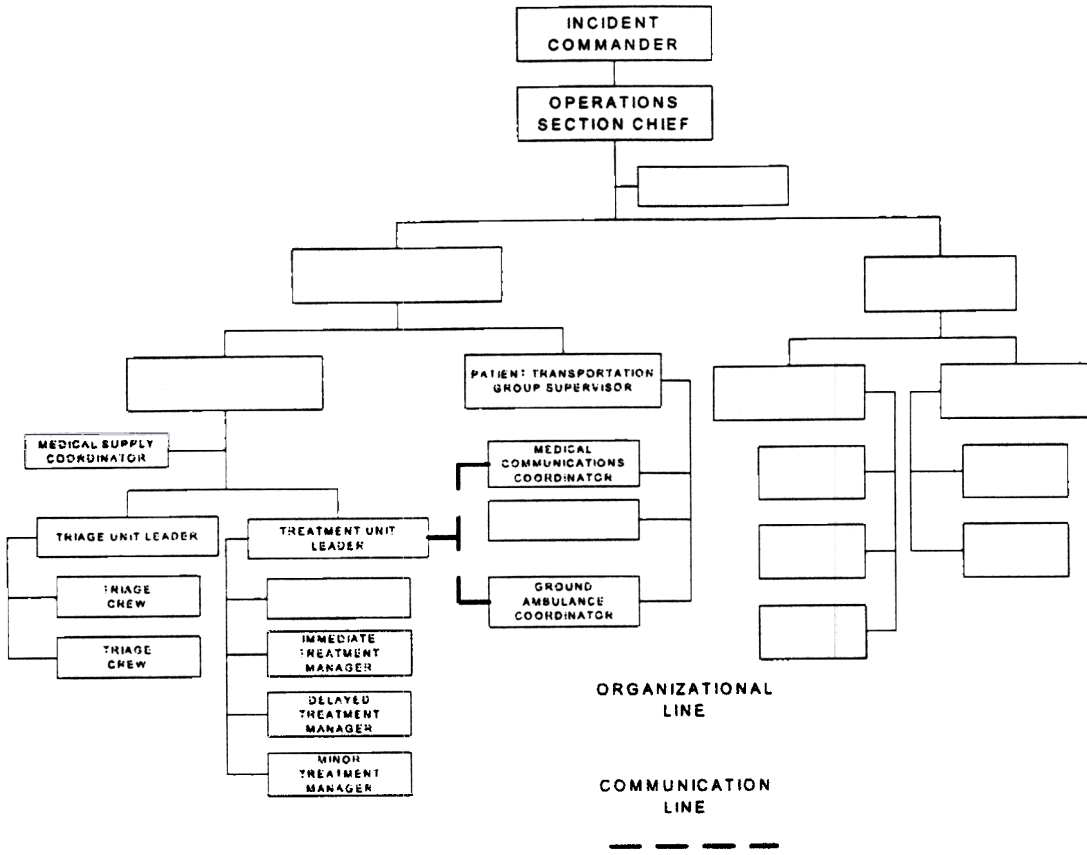 INCIDENT
COMMANDER
OPERATIONS
SECTION CHIEF
PATIENT TRANSPORTATION
GROUP SUPERVISOR
MEDICAL SUPPLY
COORDINATOR
MEDICAL
COMMUNICATIONS
COORDINATOR
TRIAGE UNIT LEADER
TREATMENT UNIT
LEADER
TRIAGE
CREW
GROUND
AMBULANCE
COORDINATOR
TRIAGE
CREW
IMMEDIATE
TREATMENT
MANAGER
DELAYED
TREATMENT
MANAGER
MINOR
TREATMENT
MANAGER
ORGANIZATIONAL
LINE
COMMUNICATION
LINE